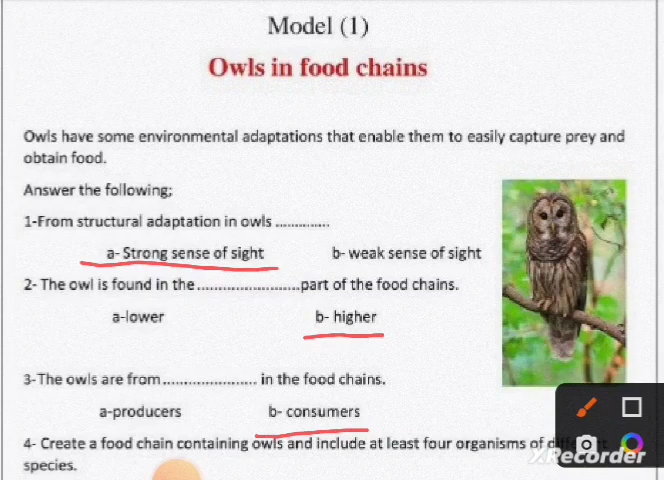 Model (1)
Owls in food chains
Owls have some environmental adaptations that enable them to easily capture prey and
obtain food.
Answer the following;
1-From structural adaptation in owls ..............
a- Strong sense of sight b- weak sense of sight
2- The owl is found in the ........................part of the food chains.
a-lower b- higher
3-The owls are from ...................... in the food chains.
a-producers b- consumers
4- Create a food chain containing owls and include at least four organisms of
species.
XRecorder